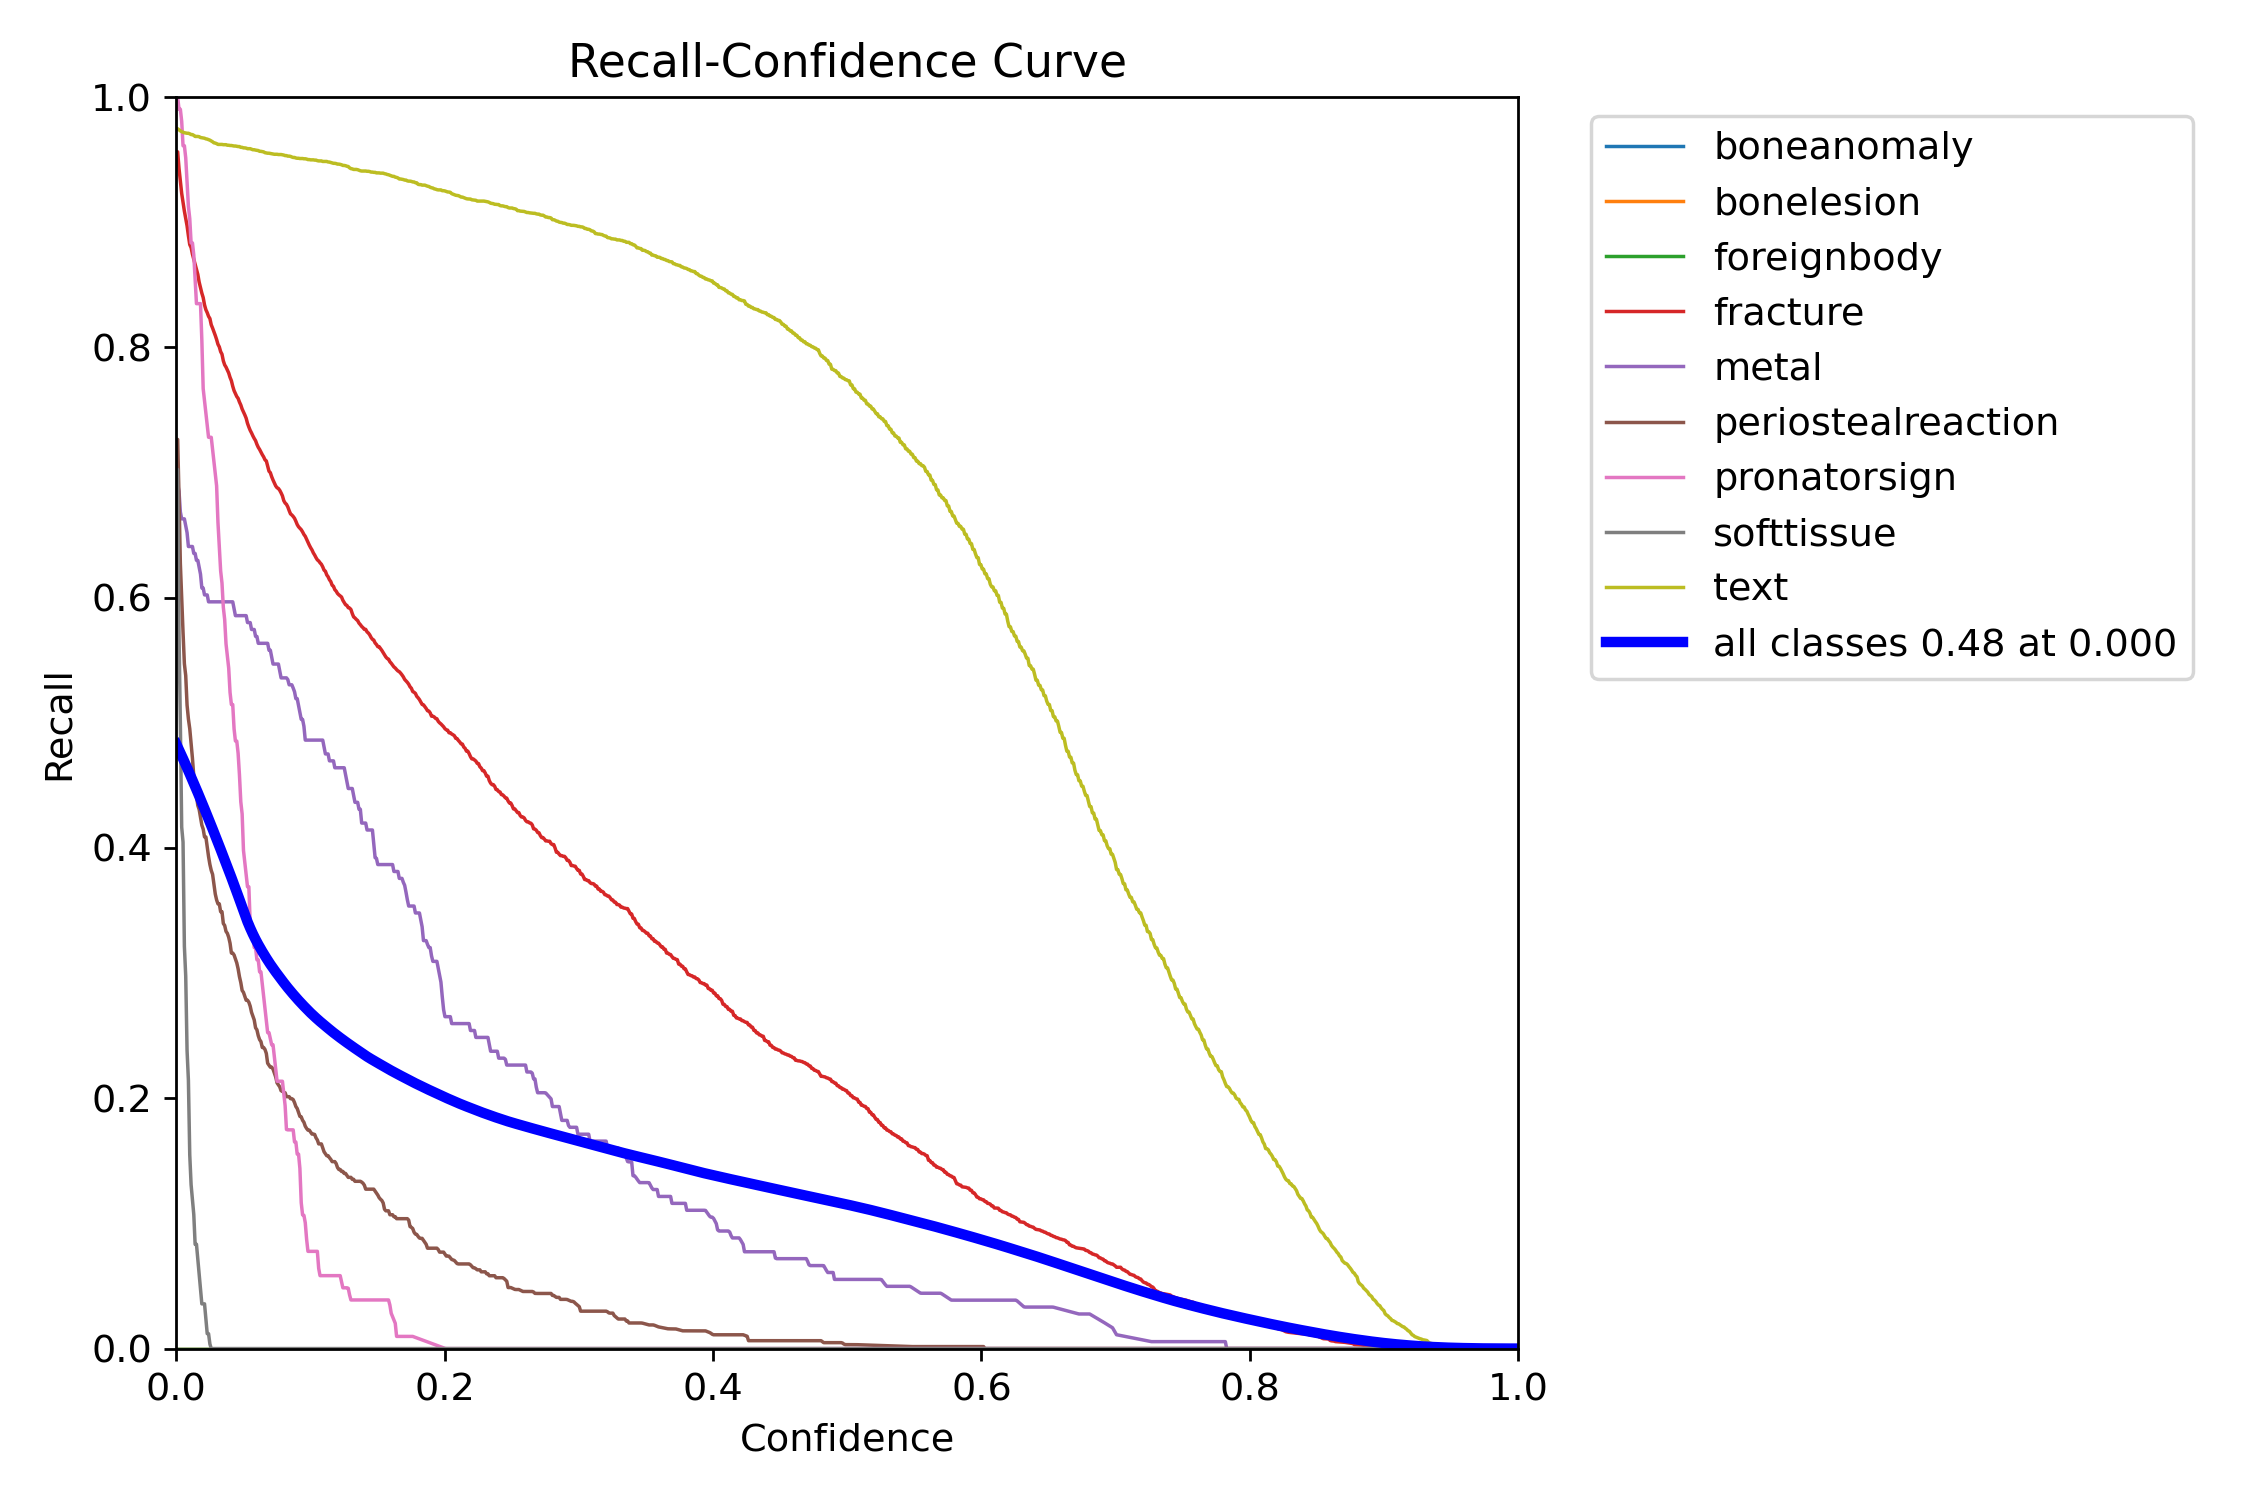 Recall-Confidence Curve
1.0
0.8
0.6
0.4
0.2
0.0
Recall
0.0 0.2 0.4 0.6 0.8 1.0
Confidence
boneanomaly
bonelesion
foreignbody
fracture
metal
periostealreaction
pronatorsign
softtissue
text
all classes 0.48 at 0.000